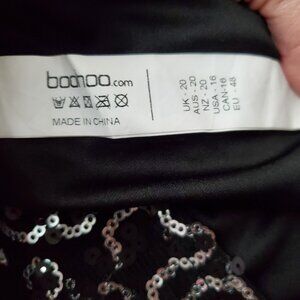 boohoo.com
MADE IN CHINA
UK - 20
AUS - 20
NZ - 20
USA - 16
CAN-16
EU - 48